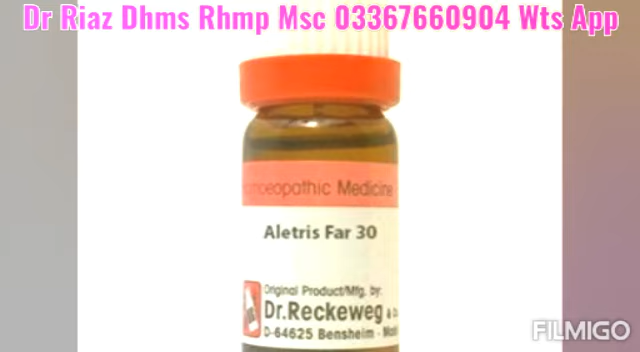 Dr Riaz Dhms Rhmp Msc 03367660904 Wts App
Medicine
Aletris Far 30
Original Product/Mfg. by:
Dr.Reckeweg &
D-64625 Bensheim -
FILMIGO